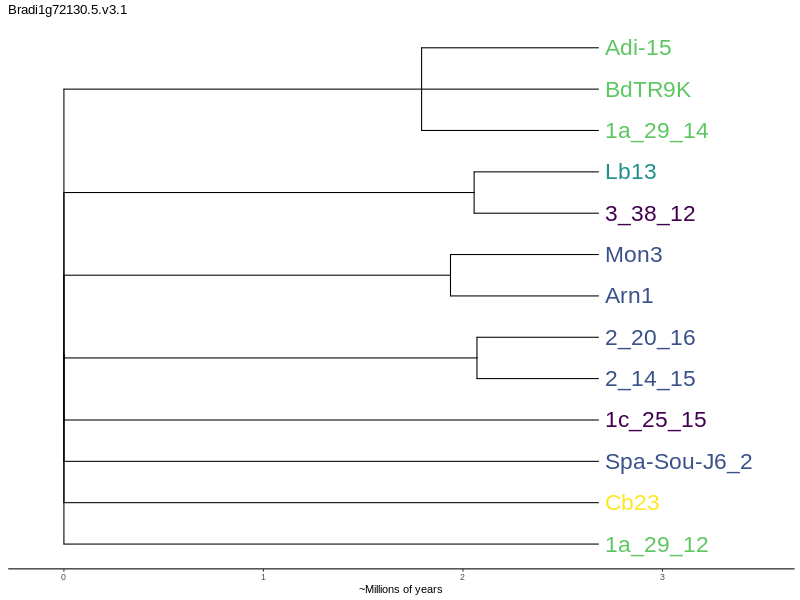 Bradi1g72130.5.v3.1
Adi-15
BdTR9K
1a_29_14
Lb13
3_38_12
Mon3
Arn1
2_20_16
2_14_15
1c_25_15
Spa-Sou-J6_2
Cb23
1a_29_12
0 1 2 3
~Millions of years